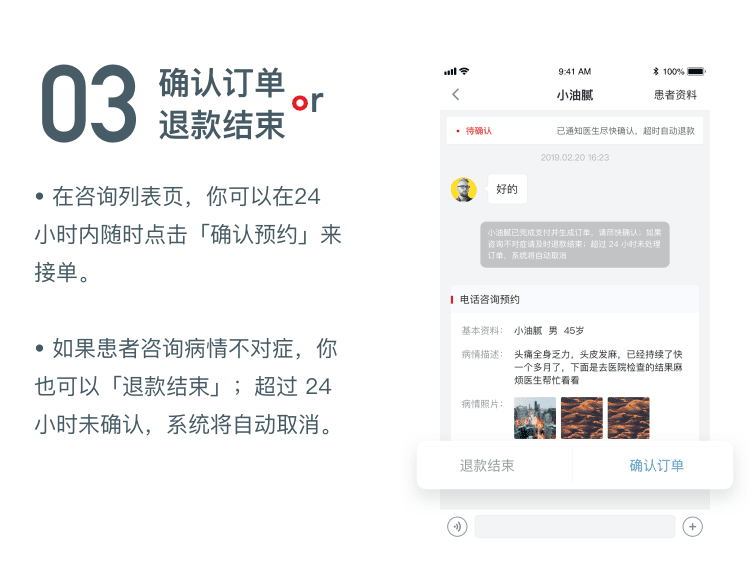 03
确认订单
退款结束
or
• 在咨询列表页，你可以在24
小时内随时点击「确认预约」来
接单。
• 如果患者咨询病情不对症，你
也可以「退款结束」；超过 24
小时未确认，系统将自动取消。
9:41 AM
100%
小油腻
患者资料
• 待确认
已通知医生尽快确认，超时自动退款
2019.02.20 16:23
好的
小油腻已完成支付并生成订单，请尽快确认；如果
咨询不对症请及时退款结束；超过 24 小时未处理
订单，系统将自动取消
电话咨询预约
基本资料： 小油腻 男 45岁
病情描述： 头痛全身乏力，头皮发麻，已经持续了快
一个多月了，下面是去医院检查的结果麻
烦医生帮忙看看
病情照片：
退款结束
确认订单